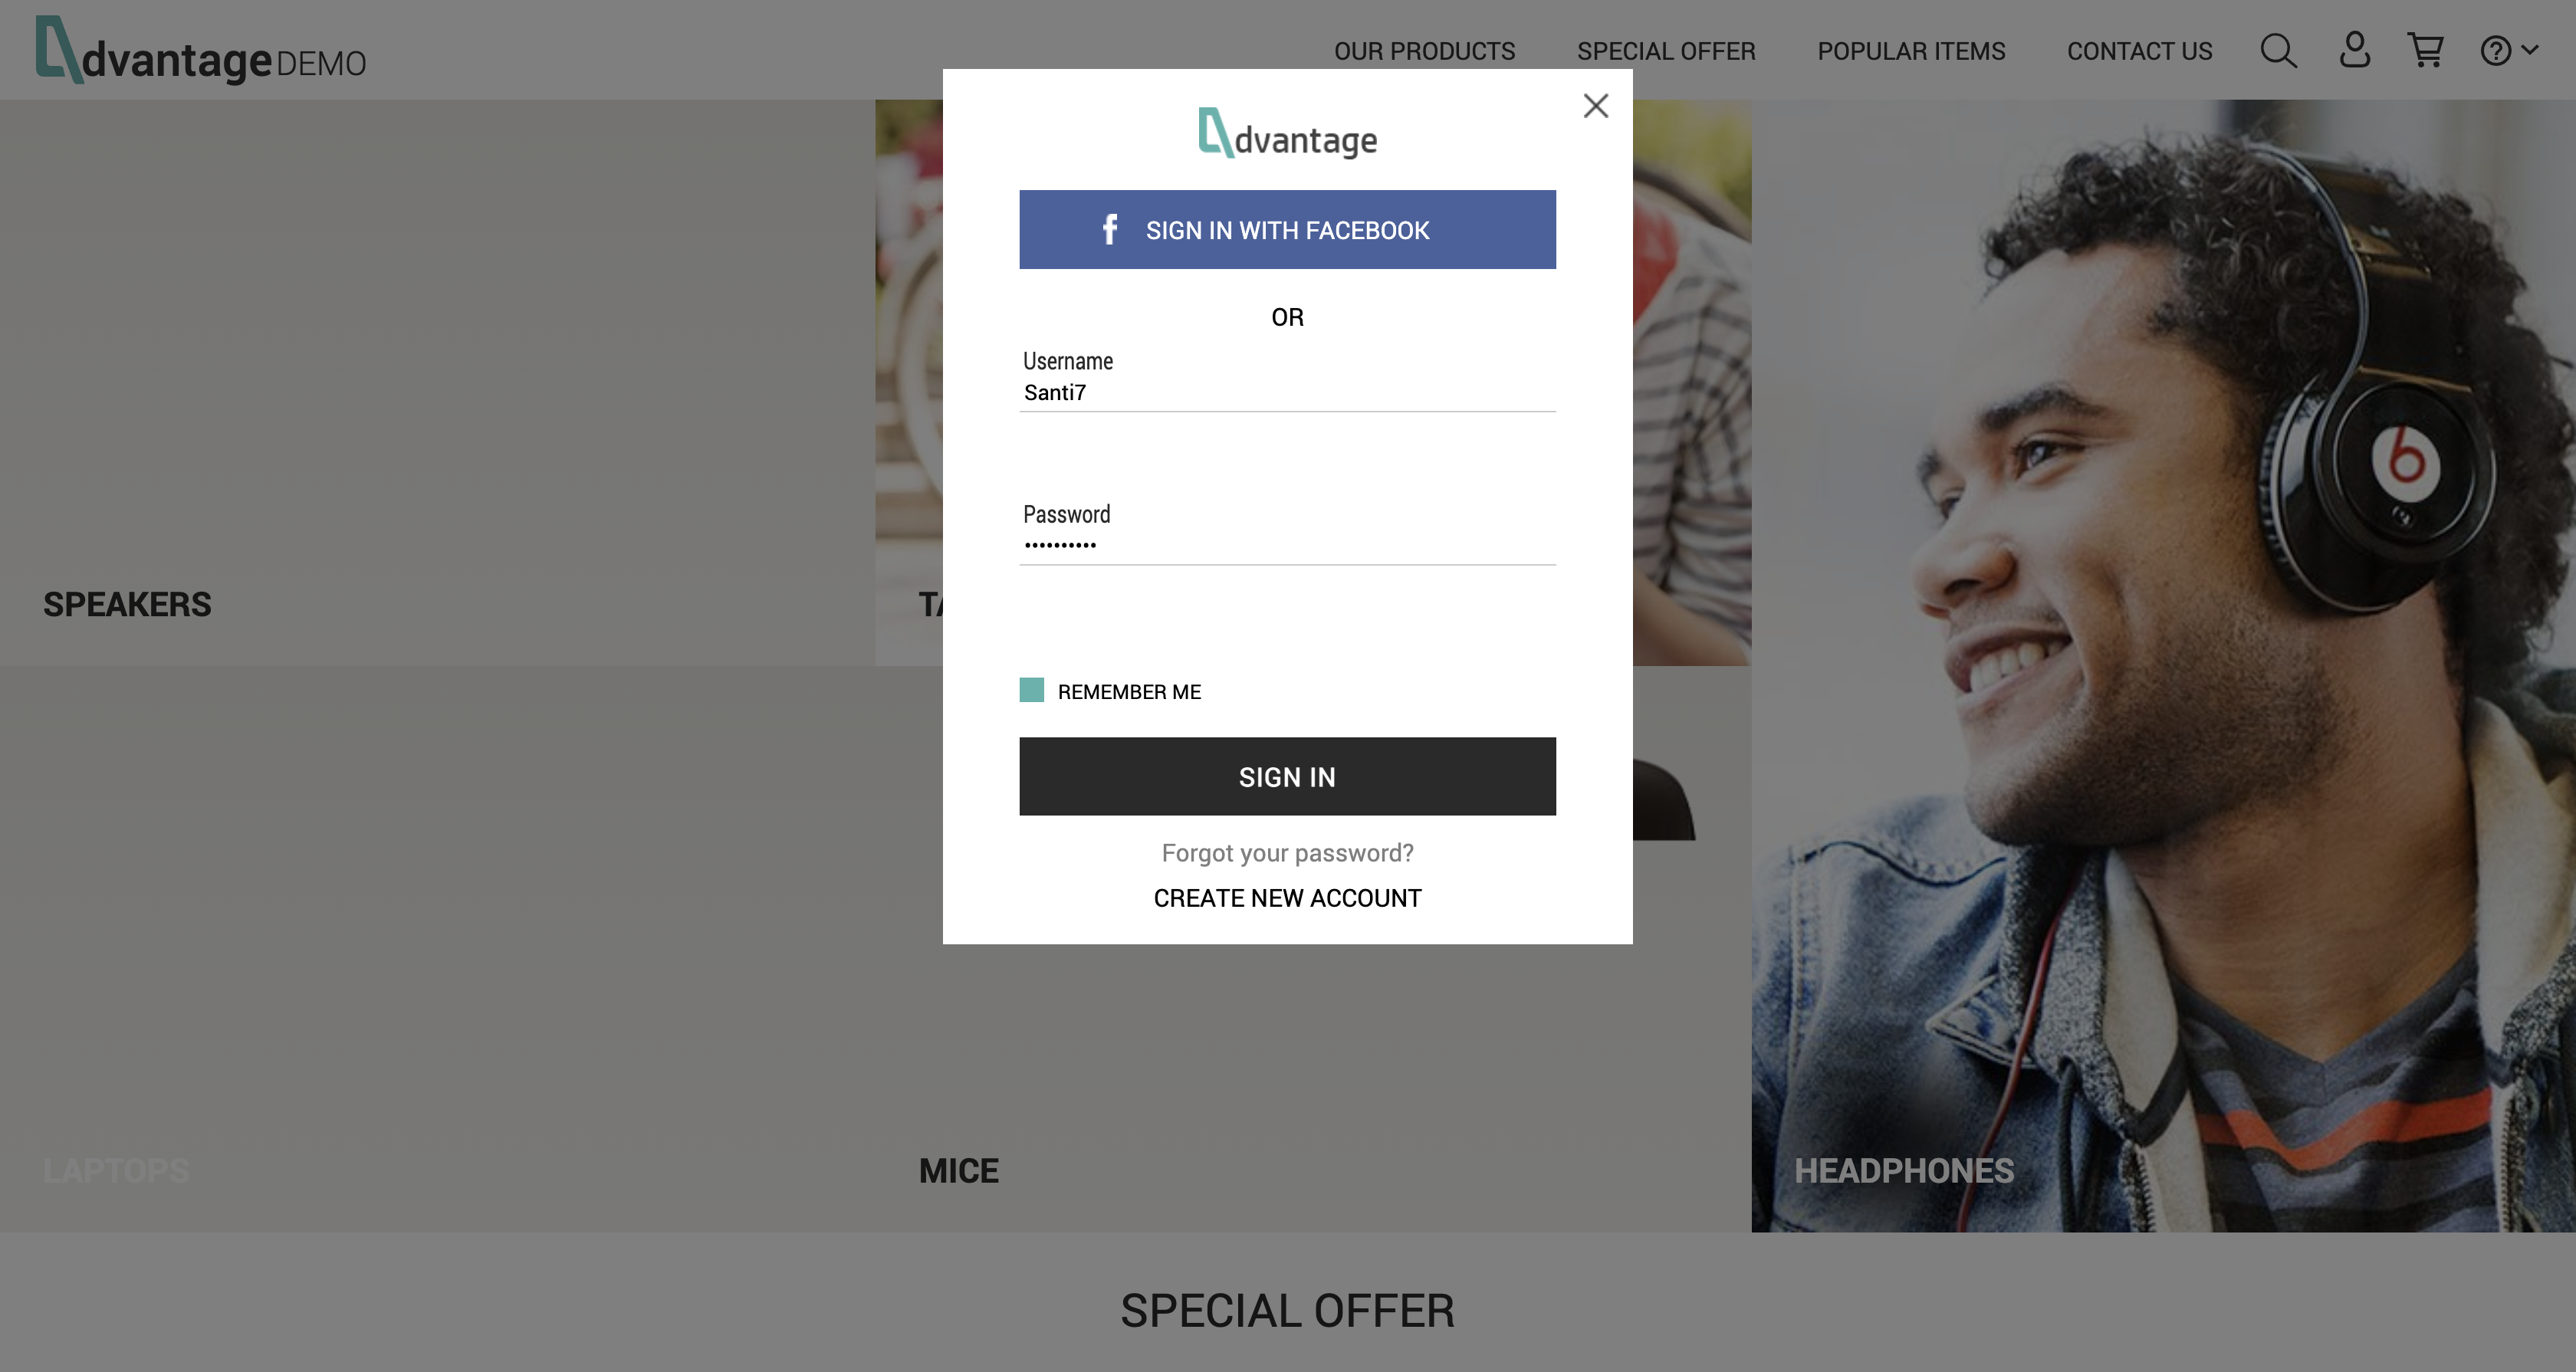 dvantage DEMO
OUR PRODUCTS
SPECIAL OFFER
POPULAR ITEMS
CONTACT US
dvantage
SIGN IN WITH FACEBOOK
OR
Username
Santi7
Password
••••••••••
REMEMBER ME
SIGN IN
Forgot your password?
CREATE NEW ACCOUNT
SPEAKERS
LAPTOPS
MICE
HEADPHONES
SPECIAL OFFER